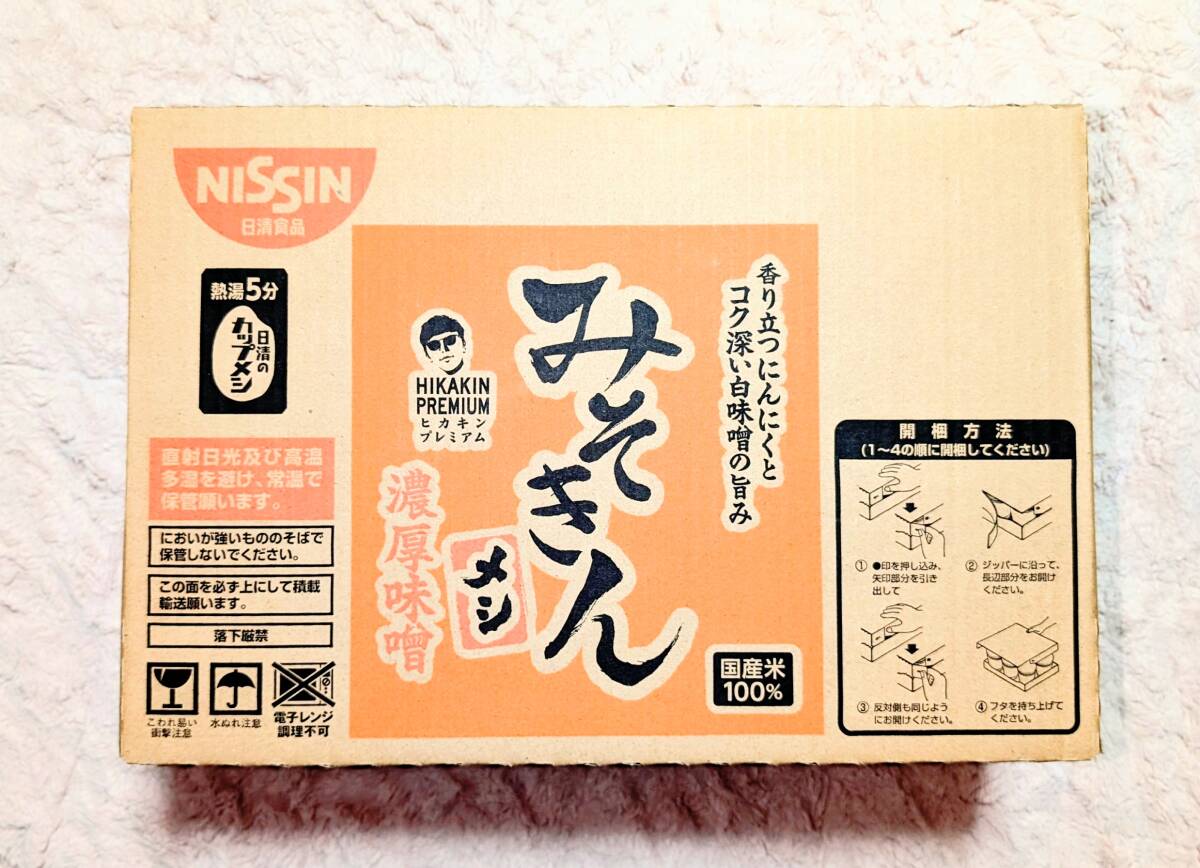 NISSIN
日清食品
熱湯5分
日清の
カップメシ
直射日光及び高温
多湿を避け、常温で
保管願います。
においが強いもののそばで
保管しないでください。
この面を必ず上にして積載
輸送願います。
落下厳禁
こわれ易い
衝撃注意
水ぬれ注意
電子レンジ
調理不可
香り立つにんにくと
コク深い白味噌の旨み
みそきん
HIKAKIN
PREMIUM
ヒカキン
プレミアム
濃厚味噌
メシ
国産米
100%
開梱方法
(1~4の順に開梱してください)
① ●印を押し込み、
矢印部分を引き
出して
② ジッパーに沿って、
長辺部分をお開け
ください。
③ 反対側も同じよう
にお開けください。
④ フタを持ち上げて
ください。